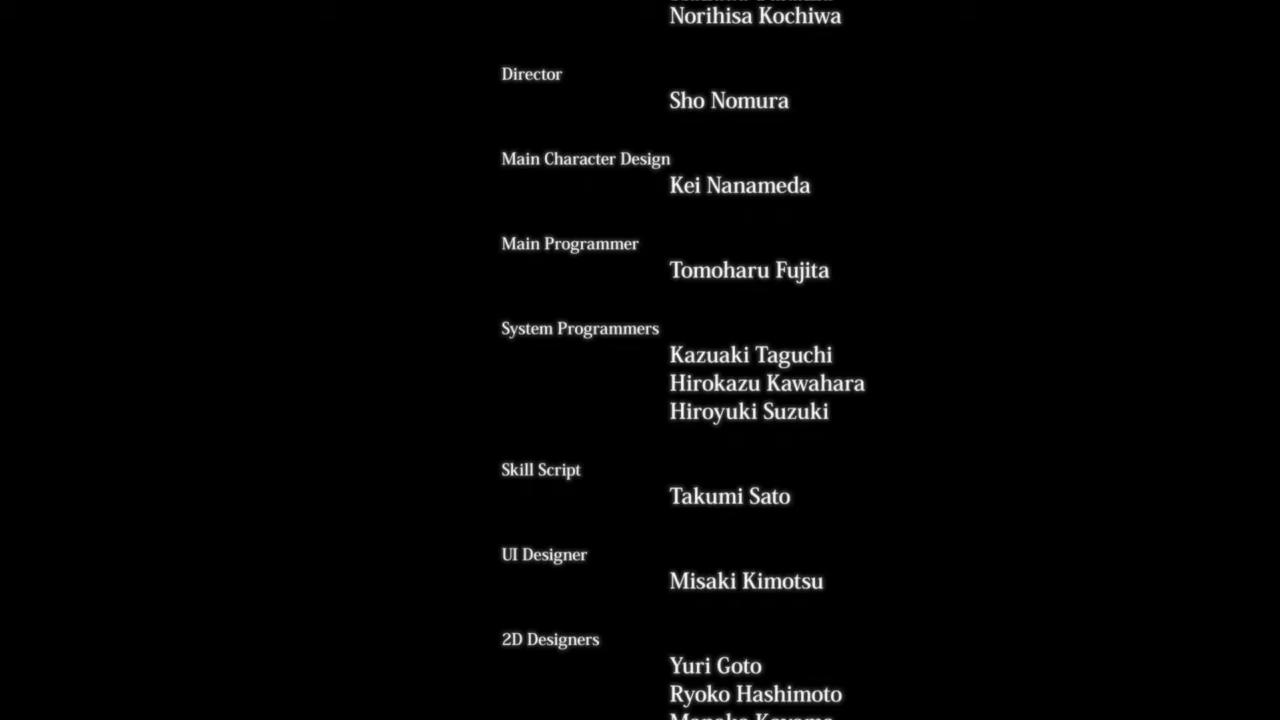 Norihisa Kochiwa
Director
Sho Nomura
Main Character Design
Kei Nanameda
Main Programmer
Tomoharu Fujita
System Programmers
Kazuaki Taguchi
Hirokazu Kawahara
Hiroyuki Suzuki
Skill Script
Takumi Sato
UI Designer
Misaki Kimotsu
2D Designers
Yuri Goto
Ryoko Hashimoto